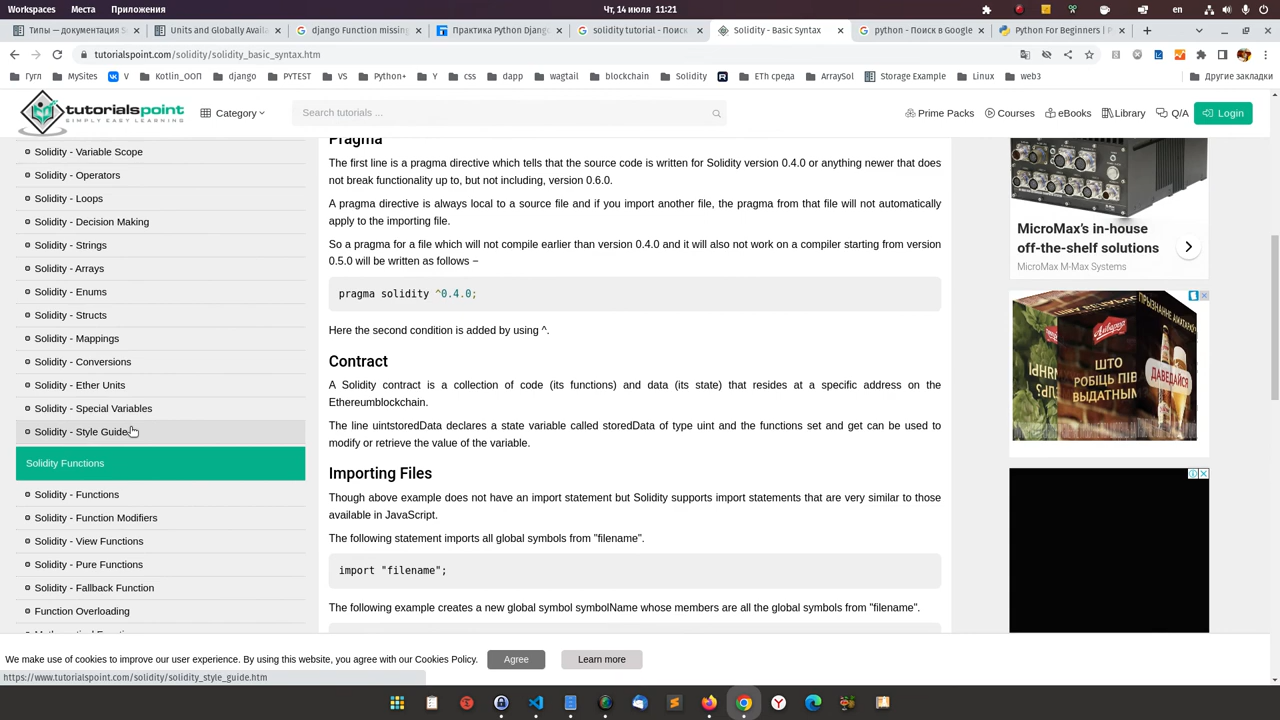 Workspaces Места Приложения Чт, 14 июля 11:21 en
Типы — документация S Units and Globally Availa django Function missing Практика Python Djang solidity tutorial - Поиск Solidity - Basic Syntax python - Поиск в Google Python For Beginners | P
tutorialspoint.com/solidity/solidity_basic_syntax.htm
Гугл MySites V Kotlin_ООП django PYTEST VS Python+ Y css dapp wagtail blockchain Solidity ETh среда ArraySol Storage Example Linux web3 Другие закладки
tutorialspoint
SIMPLY EASY LEARNING
Category
Search tutorials ...
Prime Packs Courses eBooks Library Q/A Login
Solidity - Variable Scope
Solidity - Operators
Solidity - Loops
Solidity - Decision Making
Solidity - Strings
Solidity - Arrays
Solidity - Enums
Solidity - Structs
Solidity - Mappings
Solidity - Conversions
Solidity - Ether Units
Solidity - Special Variables
Solidity - Style Guide
Solidity Functions
Solidity - Functions
Solidity - Function Modifiers
Solidity - View Functions
Solidity - Pure Functions
Solidity - Fallback Function
Function Overloading
Pragma
The first line is a pragma directive which tells that the source code is written for Solidity version 0.4.0 or anything newer that does
not break functionality up to, but not including, version 0.6.0.
A pragma directive is always local to a source file and if you import another file, the pragma from that file will not automatically
apply to the importing file.
So a pragma for a file which will not compile earlier than version 0.4.0 and it will also not work on a compiler starting from version
0.5.0 will be written as follows −
pragma solidity ^0.4.0;
Here the second condition is added by using ^.
Contract
A Solidity contract is a collection of code (its functions) and data (its state) that resides at a specific address on the
Ethereumblockchain.
The line uintstoredData declares a state variable called storedData of type uint and the functions set and get can be used to
modify or retrieve the value of the variable.
Importing Files
Though above example does not have an import statement but Solidity supports import statements that are very similar to those
available in JavaScript.
The following statement imports all global symbols from "filename".
import "filename";
The following example creates a new global symbol symbolName whose members are all the global symbols from "filename".
MicroMax's in-house
off-the-shelf solutions
MicroMax M-Max Systems
Аліварыя
ШТО
РОБІЦЬ ПІВ
ВЫДАТНЫМ
ПРЫЗНАННЕ АМАТАРАЎ
ДАВЕДАЙСЯ
We make use of cookies to improve our user experience. By using this website, you agree with our Cookies Policy. Agree Learn more
https://www.tutorialspoint.com/solidity/solidity_style_guide.htm